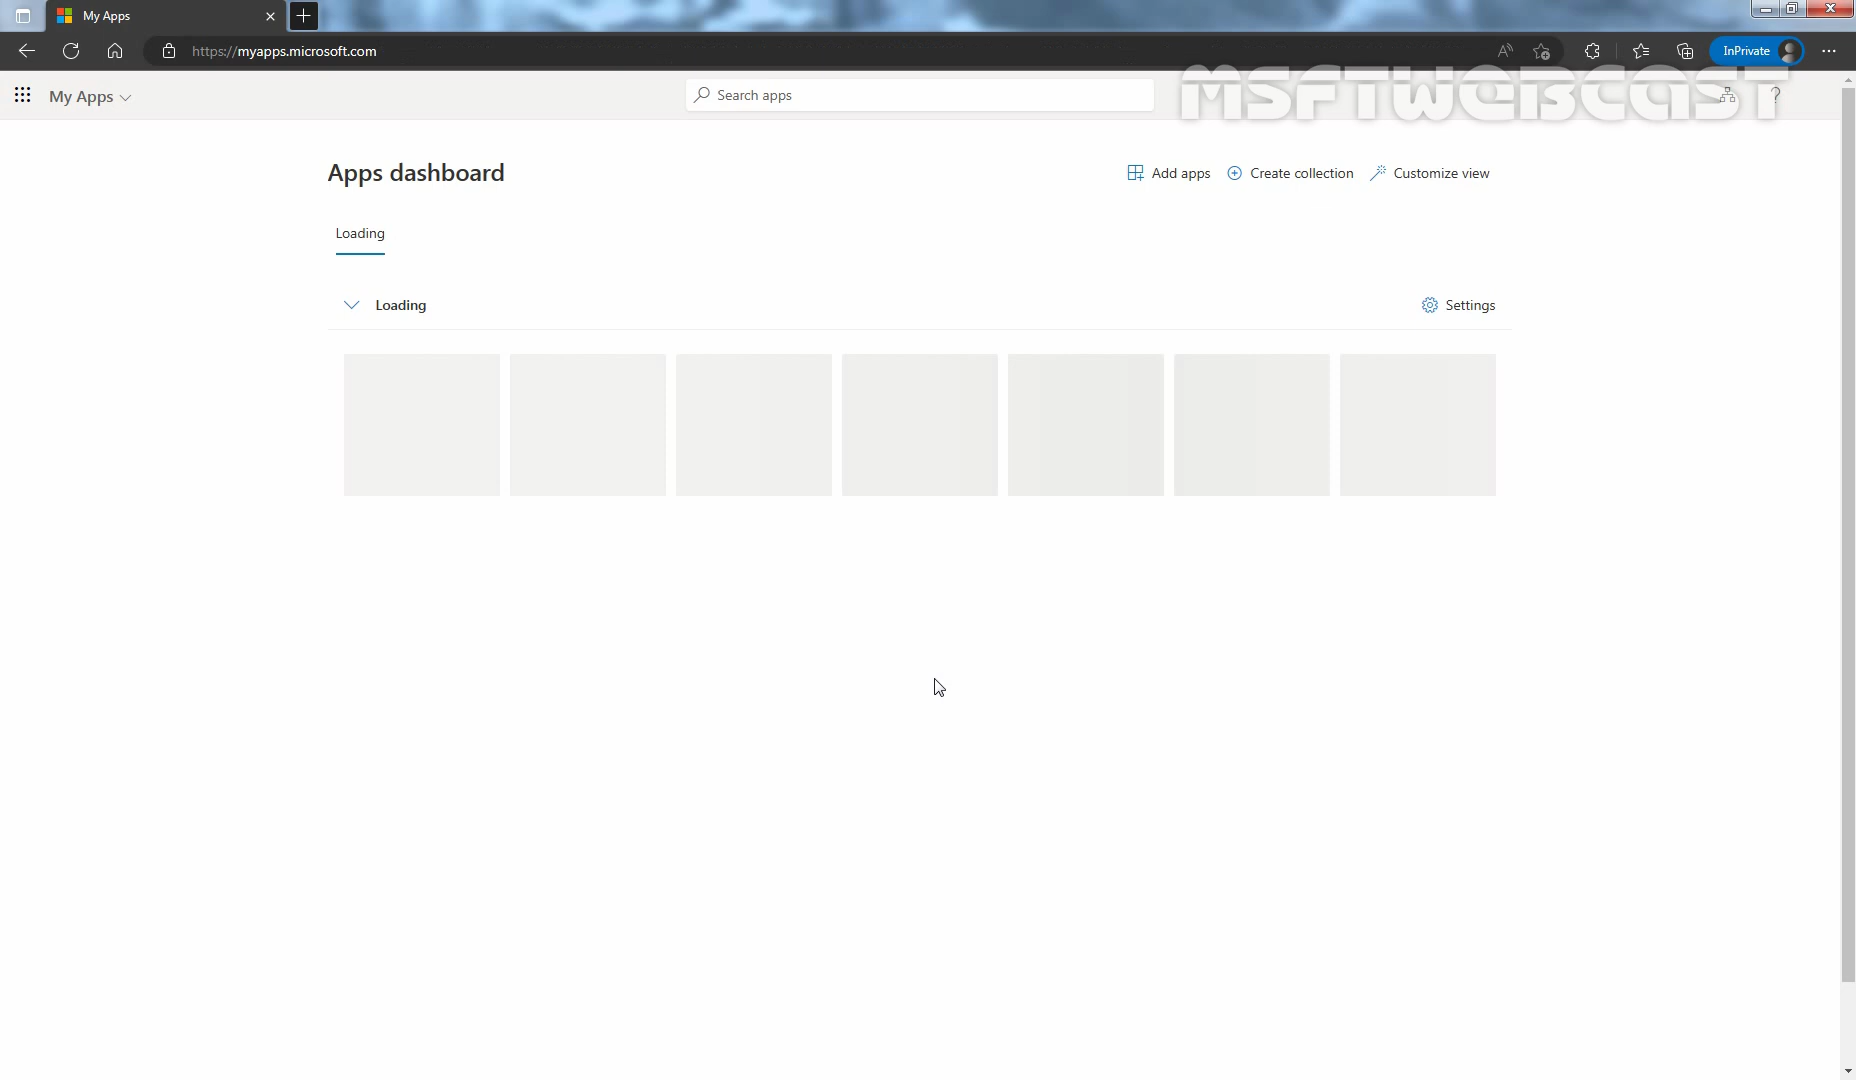 My Apps
https://myapps.microsoft.com
InPrivate
My Apps
Search apps
MSFTWEBCAST
Apps dashboard
Add apps
Create collection
Customize view
Loading
Loading
Settings